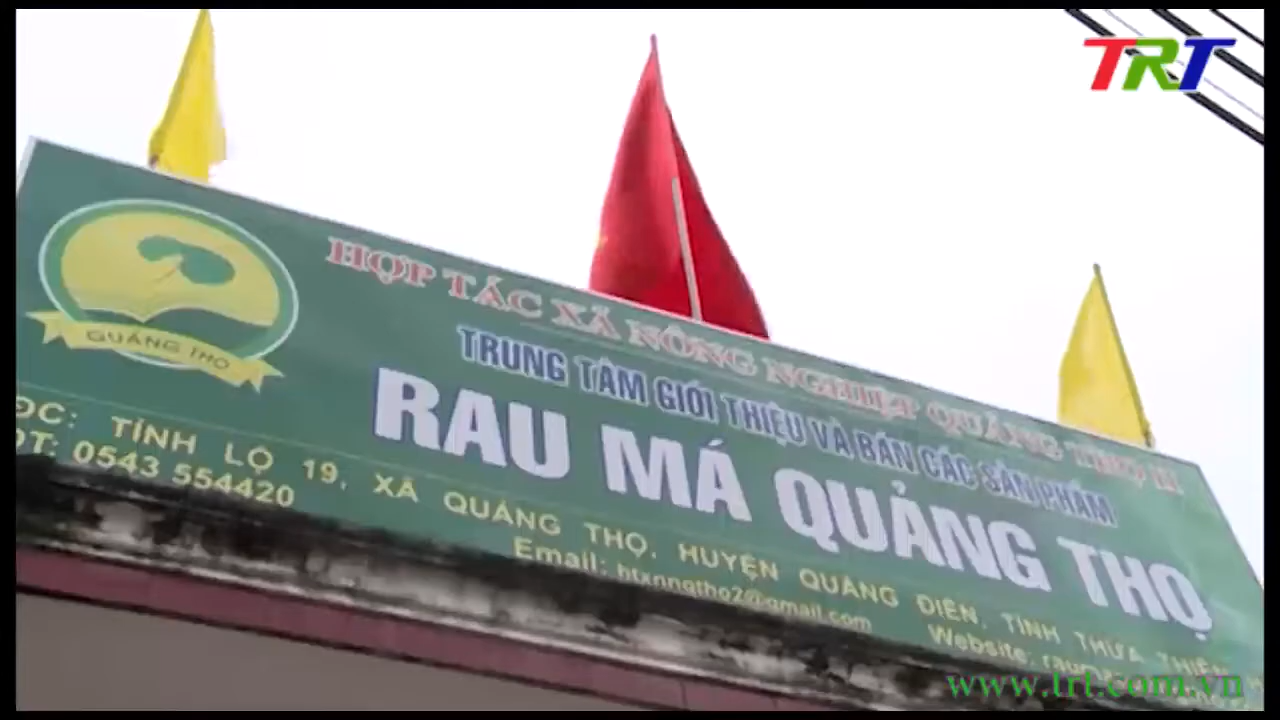 TRT
HỢP TÁC XÃ NÔNG NGHIỆP QUẢNG THỌ II
TRUNG TÂM GIỚI THIỆU VÀ BÁN CÁC SẢN PHẨM
RAU MÁ QUẢNG THỌ
QUẢNG THỌ
ĐC: TỈNH LỘ 19, XÃ QUẢNG THỌ, HUYỆN QUẢNG ĐIỀN, TỈNH THỪA THIÊN
ĐT: 0543 554420
Email: htxnnqtho2@gmail.com
Website:
www.trt.com.vn